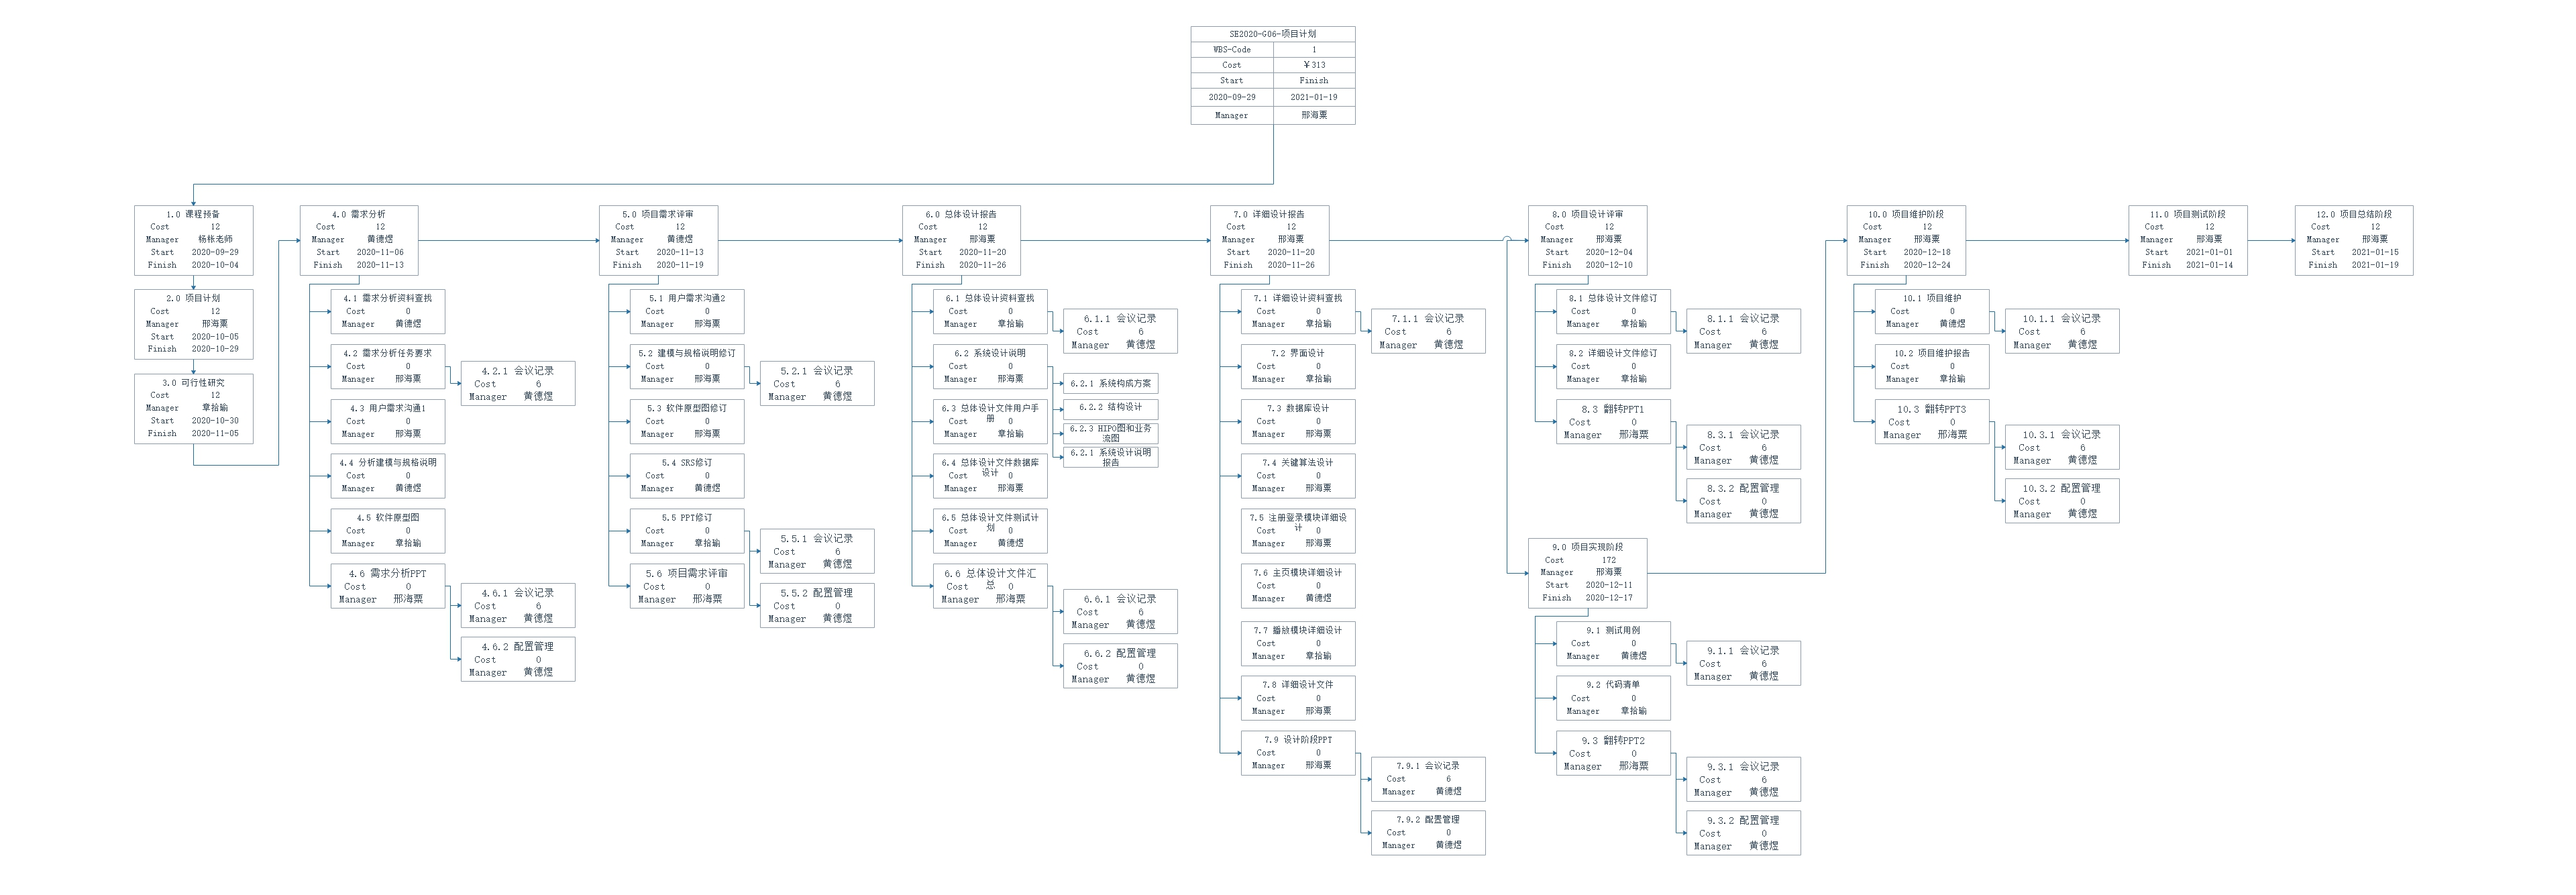 SE2020-G06-项目计划
WBS-Code 1
Cost ¥313
Start Finish
2020-09-29 2021-01-19
Manager 邢海粟
1.0 课程预备
Cost 12
Manager 杨枨老师
Start 2020-09-29
Finish 2020-10-04
2.0 项目计划
Cost 12
Manager 邢海粟
Start 2020-10-05
Finish 2020-10-29
3.0 可行性研究
Cost 12
Manager 章拾瑜
Start 2020-10-30
Finish 2020-11-05
4.0 需求分析
Cost 12
Manager 黄德煜
Start 2020-11-06
Finish 2020-11-13
4.1 需求分析资料查找
Cost 0
Manager 黄德煜
4.2 需求分析任务要求
Cost 0
Manager 邢海粟
4.2.1 会议记录
Cost 6
Manager 黄德煜
4.3 用户需求沟通1
Cost 0
Manager 邢海粟
4.4 分析建模与规格说明
Cost 0
Manager 黄德煜
4.5 软件原型图
Cost 0
Manager 章拾瑜
4.6 需求分析PPT
Cost 0
Manager 邢海粟
4.6.1 会议记录
Cost 6
Manager 黄德煜
4.6.2 配置管理
Cost 0
Manager 黄德煜
5.0 项目需求评审
Cost 12
Manager 黄德煜
Start 2020-11-13
Finish 2020-11-19
5.1 用户需求沟通2
Cost 0
Manager 邢海粟
5.2 建模与规格说明修订
Cost 0
Manager 邢海粟
5.2.1 会议记录
Cost 6
Manager 黄德煜
5.3 软件原型图修订
Cost 0
Manager 邢海粟
5.4 SRS修订
Cost 0
Manager 黄德煜
5.5 PPT修订
Cost 0
Manager 章拾瑜
5.5.1 会议记录
Cost 6
Manager 黄德煜
5.5.2 配置管理
Cost 0
Manager 黄德煜
5.6 项目需求评审
Cost 0
Manager 邢海粟
6.0 总体设计报告
Cost 12
Manager 邢海粟
Start 2020-11-20
Finish 2020-11-26
6.1 总体设计资料查找
Cost 0
Manager 章拾瑜
6.1.1 会议记录
Cost 6
Manager 黄德煜
6.2 系统设计说明
Cost 0
Manager 邢海粟
6.2.1 系统构成方案
6.2.2 结构设计
6.2.3 HIPO图和业务
流图
6.2.1 系统设计说明
报告
6.3 总体设计文件用户手
册
Cost 0
Manager 章拾瑜
6.4 总体设计文件数据库
设计
Cost 0
Manager 邢海粟
6.5 总体设计文件测试计
划
Cost 0
Manager 黄德煜
6.6 总体设计文件汇
总
Cost 0
Manager 邢海粟
6.6.1 会议记录
Cost 6
Manager 黄德煜
6.6.2 配置管理
Cost 0
Manager 黄德煜
7.0 详细设计报告
Cost 12
Manager 邢海粟
Start 2020-11-20
Finish 2020-11-26
7.1 详细设计资料查找
Cost 0
Manager 章拾瑜
7.1.1 会议记录
Cost 6
Manager 黄德煜
7.2 界面设计
Cost 0
Manager 章拾瑜
7.3 数据库设计
Cost 0
Manager 邢海粟
7.4 关键算法设计
Cost 0
Manager 邢海粟
7.5 注册登录模块详细设
计
Cost 0
Manager 邢海粟
7.6 主页模块详细设计
Cost 0
Manager 黄德煜
7.7 播放模块详细设计
Cost 0
Manager 章拾瑜
7.8 详细设计文件
Cost 0
Manager 邢海粟
7.9 设计阶段PPT
Cost 0
Manager 邢海粟
7.9.1 会议记录
Cost 6
Manager 黄德煜
7.9.2 配置管理
Cost 0
Manager 黄德煜
8.0 项目设计评审
Cost 12
Manager 邢海粟
Start 2020-12-04
Finish 2020-12-10
8.1 总体设计文件修订
Cost 0
Manager 章拾瑜
8.1.1 会议记录
Cost 6
Manager 黄德煜
8.2 详细设计文件修订
Cost 0
Manager 章拾瑜
8.3 翻转PPT1
Cost 0
Manager 邢海粟
8.3.1 会议记录
Cost 6
Manager 黄德煜
8.3.2 配置管理
Cost 0
Manager 黄德煜
9.0 项目实现阶段
Cost 172
Manager 邢海粟
Start 2020-12-11
Finish 2020-12-17
9.1 测试用例
Cost 0
Manager 黄德煜
9.1.1 会议记录
Cost 6
Manager 黄德煜
9.2 代码清单
Cost 0
Manager 章拾瑜
9.3 翻转PPT2
Cost 0
Manager 邢海粟
9.3.1 会议记录
Cost 6
Manager 黄德煜
9.3.2 配置管理
Cost 0
Manager 黄德煜
10.0 项目维护阶段
Cost 12
Manager 邢海粟
Start 2020-12-18
Finish 2020-12-24
10.1 项目维护
Cost 0
Manager 黄德煜
10.1.1 会议记录
Cost 6
Manager 黄德煜
10.2 项目维护报告
Cost 0
Manager 章拾瑜
10.3 翻转PPT3
Cost 0
Manager 邢海粟
10.3.1 会议记录
Cost 6
Manager 黄德煜
10.3.2 配置管理
Cost 0
Manager 黄德煜
11.0 项目测试阶段
Cost 12
Manager 邢海粟
Start 2021-01-01
Finish 2021-01-14
12.0 项目总结阶段
Cost 12
Manager 邢海粟
Start 2021-01-15
Finish 2021-01-19